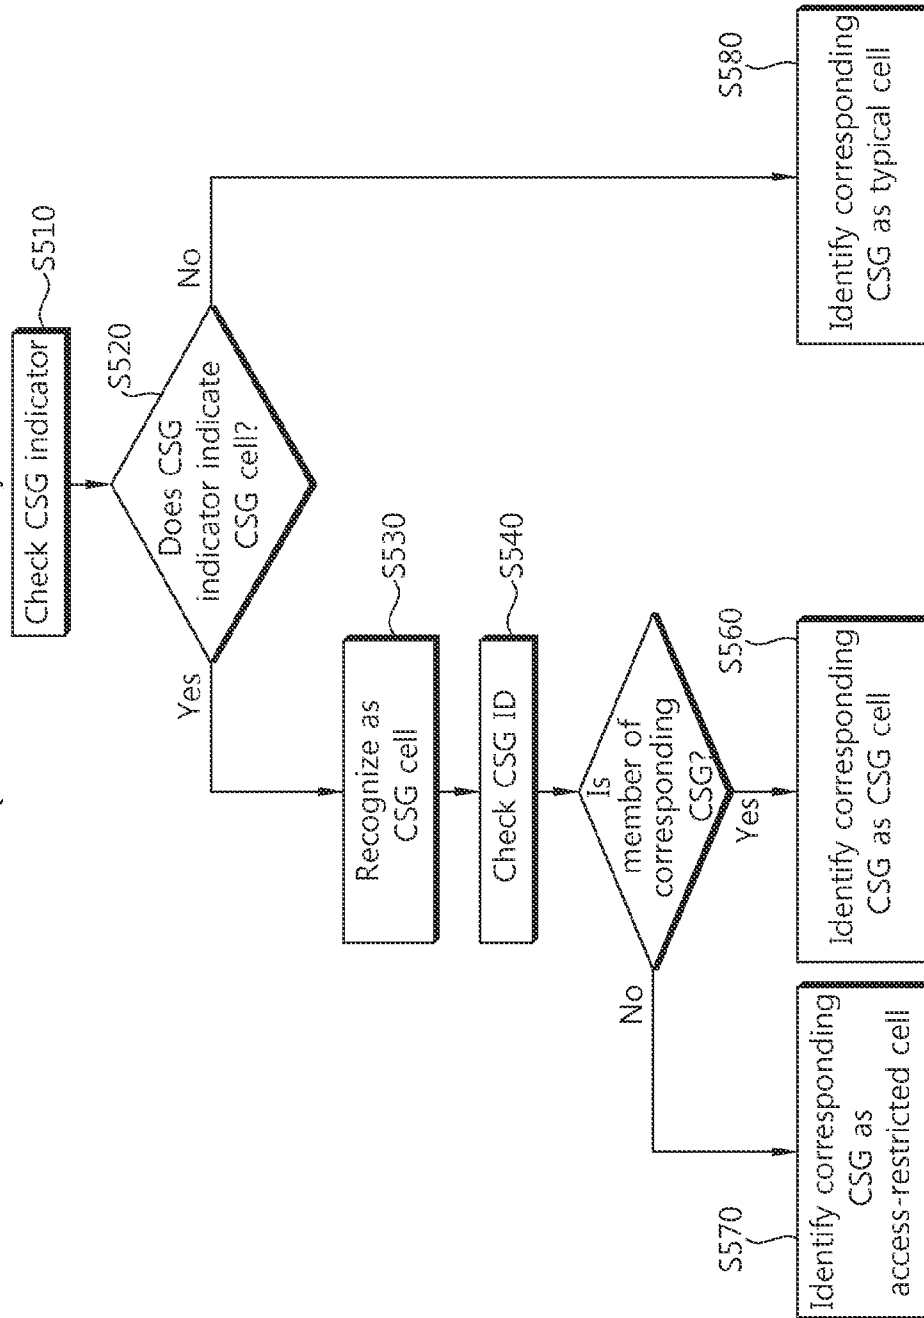 Check CSG indicator
S510
S520
Does CSG
indicator indicate
CSG cell?
Yes
No
S530
Recognize as
CSG cell
S540
Check CSG ID
Is
member of
corresponding
CSG?
No
Yes
S570
Identify corresponding
CSG as
access-restricted cell
S560
Identify corresponding
CSG as CSG cell
S580
Identify corresponding
CSG as typical cell